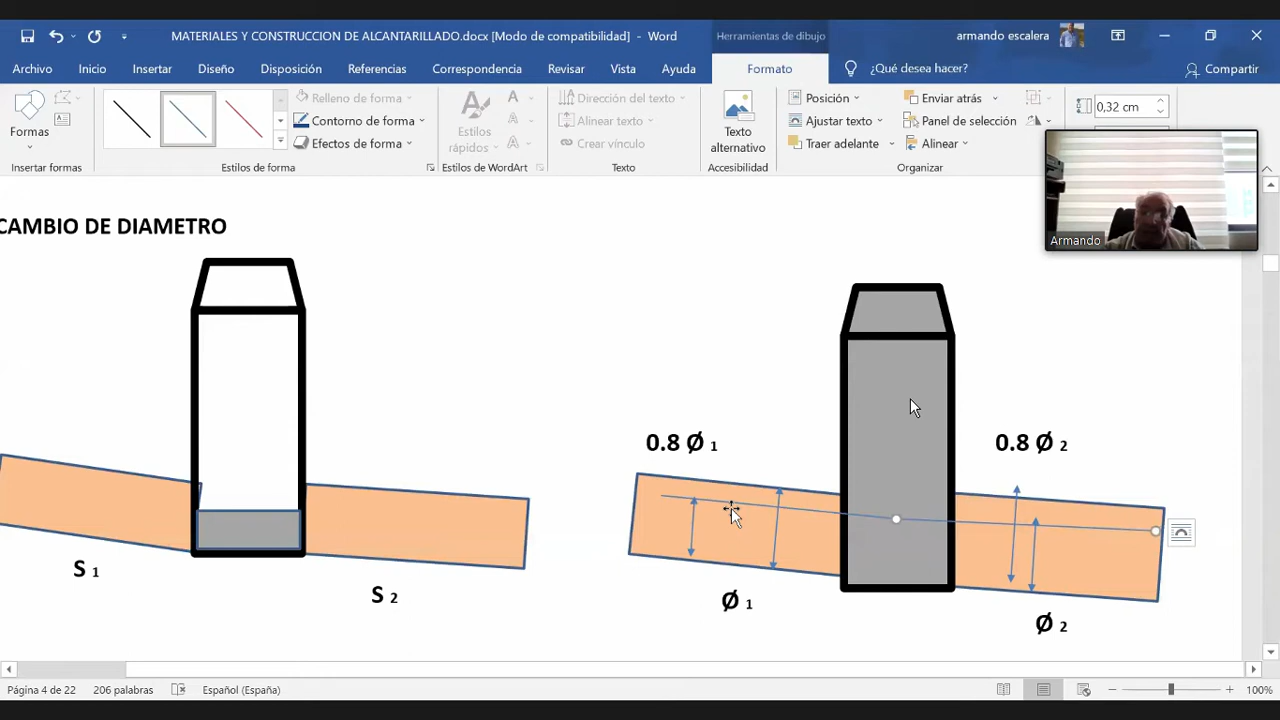 MATERIALES Y CONSTRUCCION DE ALCANTARILLADO.docx [Modo de compatibilidad] - Word
Herramientas de dibujo
armando escalera
Archivo Inicio Insertar Diseño Disposición Referencias Correspondencia Revisar Vista Ayuda Formato ¿Qué desea hacer? Compartir
Formas
Relleno de forma
Contorno de forma
Efectos de forma
Estilos rápidos
Dirección del texto
Alinear texto
Crear vínculo
Texto alternativo
Posición
Ajustar texto
Traer adelante
Enviar atrás
Panel de selección
Alinear
0,32 cm
Insertar formas Estilos de forma Estilos de WordArt Texto Accesibilidad Organizar
Armando
CAMBIO DE DIAMETRO
0.8 Ø 1
0.8 Ø 2
S 1
S 2
Ø 1
Ø 2
Página 4 de 22 206 palabras Español (España) 100%